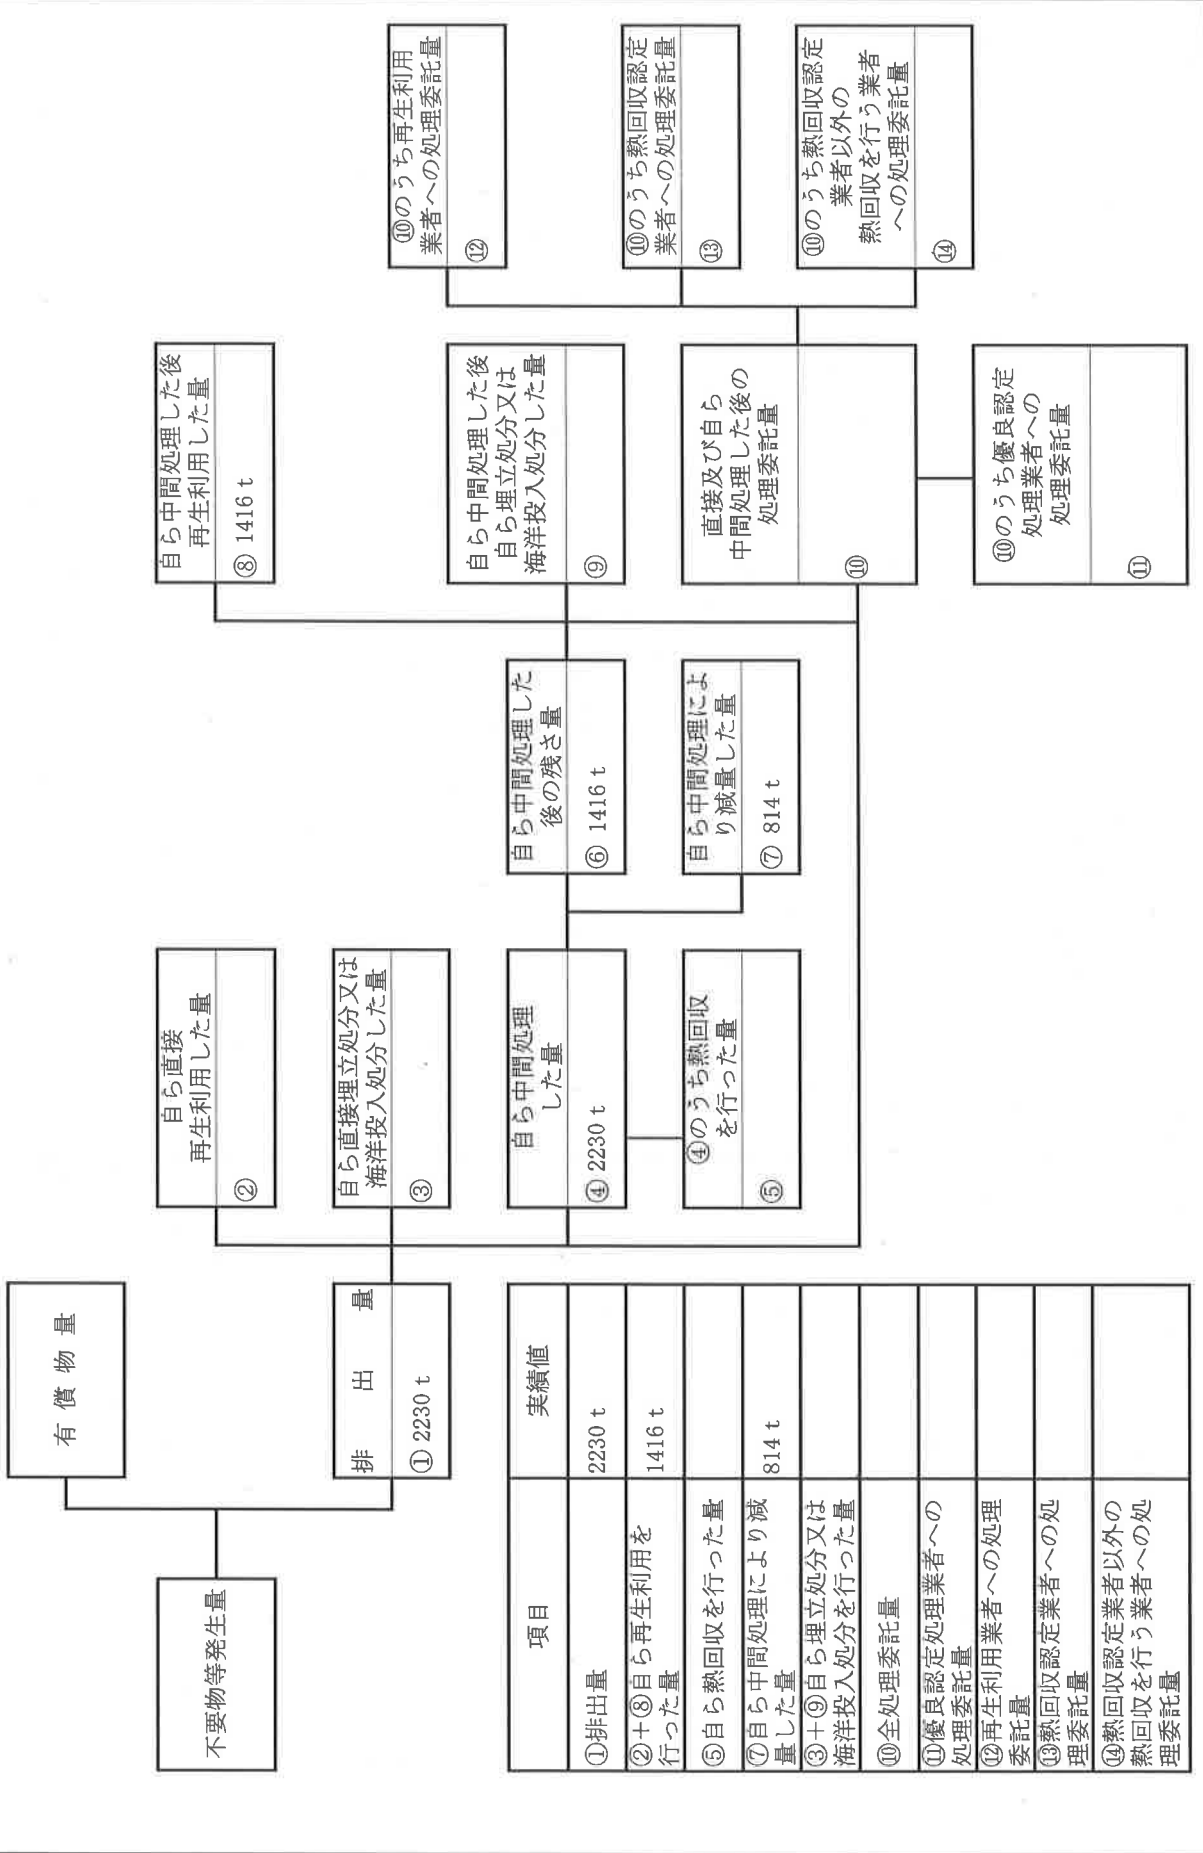 不要物等発生量
有償物量
排出量
① 2230 t
自ら直接
再生利用した量
②
自ら直接埋立処分又は
海洋投入処分した量
③
自ら中間処理
した量
④ 2230 t
④のうち熱回収
を行った量
⑤
自ら中間処理した
後の残さ量
⑥ 1416 t
自ら中間処理によ
り減量した量
⑦ 814 t
自ら中間処理した後
再生利用した量
⑧ 1416 t
自ら中間処理した後
自ら埋立処分又は
海洋投入処分した量
⑨
直接及び自ら
中間処理した後の
処理委託量
⑩
⑩のうち優良認定
処理業者への
処理委託量
⑪
⑩のうち再生利用
業者への処理委託量
⑫
⑩のうち熱回収認定
業者への処理委託量
⑬
⑩のうち熱回収認定
業者以外の
熱回収を行う業者
への処理委託量
⑭
項目 実績値
①排出量 2230 t
②+⑧自ら再生利用を
行った量 1416 t
⑤自ら熱回収を行った量
⑦自ら中間処理により減
量した量 814 t
③+⑨自ら埋立処分又は
海洋投入処分を行った量
⑩全処理委託量
⑪優良認定処理業者への
処理委託量
⑫再生利用業者への処理
委託量
⑬熱回収認定業者への処
理委託量
⑭熱回収認定業者以外の
熱回収を行う業者への処
理委託量